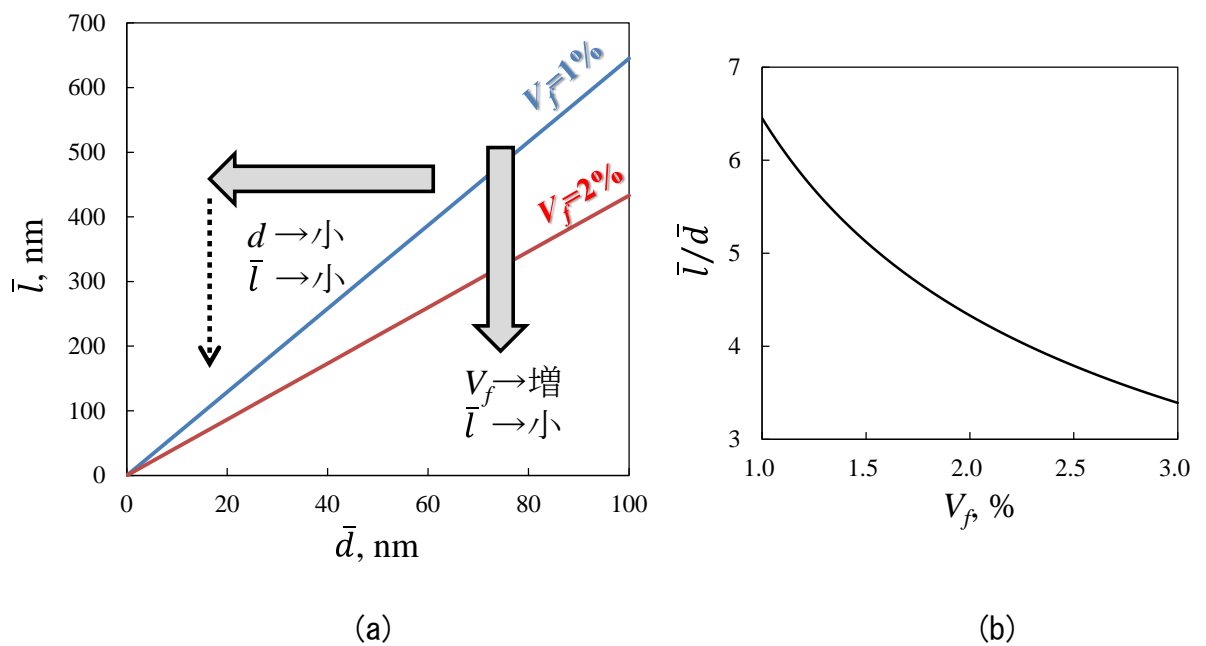 700
600
500
400
300
200
100
0
l̄, nm
V_f=1%
V_f=2%
d →小
l̄ →小
V_f→増
l̄ →小
0 20 40 60 80 100
d̄, nm
(a)
7
6
5
4
3
l̄/d̄
1.0 1.5 2.0 2.5 3.0
V_f, %
(b)